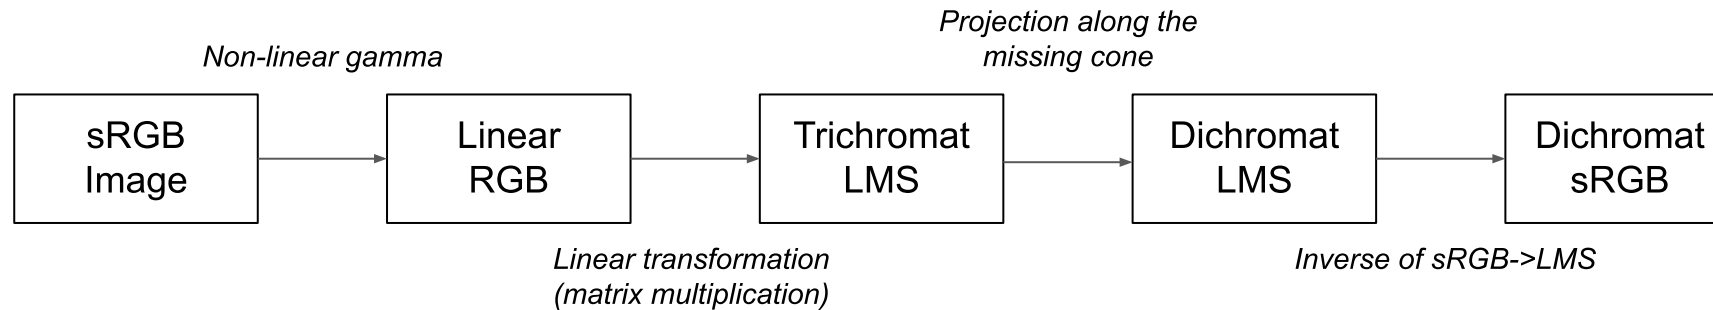 Projection along the
missing cone
Non-linear gamma
sRGB
Image
Linear
RGB
Trichromat
LMS
Dichromat
LMS
Dichromat
sRGB
Linear transformation
(matrix multiplication)
Inverse of sRGB->LMS